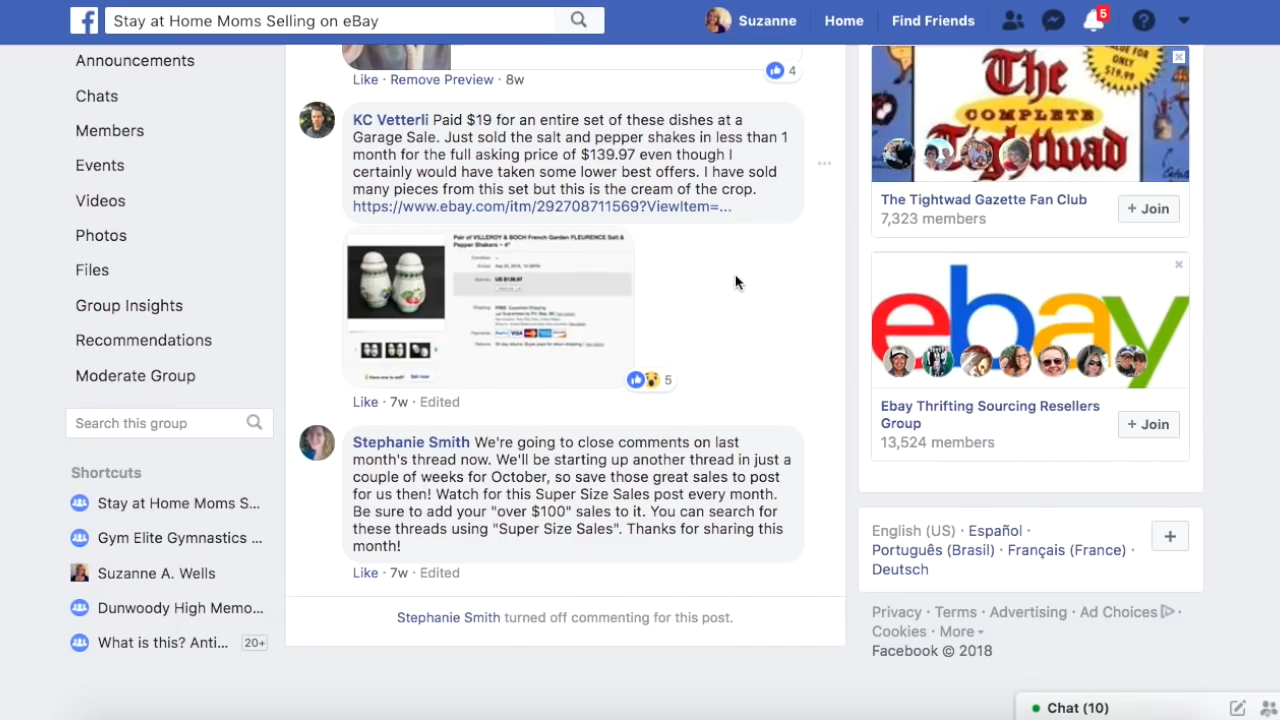 Stay at Home Moms Selling on eBay
Suzanne
Home
Find Friends
5
Announcements
Chats
Members
Events
Videos
Photos
Files
Group Insights
Recommendations
Moderate Group
Search this group
Shortcuts
Stay at Home Moms S...
Gym Elite Gymnastics ...
Suzanne A. Wells
Dunwoody High Memo...
What is this? Anti... 20+
Like · Remove Preview · 8w
4
KC Vetterli Paid $19 for an entire set of these dishes at a
Garage Sale. Just sold the salt and pepper shakes in less than 1
month for the full asking price of $139.97 even though I
certainly would have taken some lower best offers. I have sold
many pieces from this set but this is the cream of the crop.
https://www.ebay.com/itm/292708711569?ViewItem=...
Pair of VILLEROY & BOCH French Garden FLEURENCE Salt &
Pepper Shakers ~ 4"
US $139.97
5
Like · 7w · Edited
Stephanie Smith We're going to close comments on last
month's thread now. We'll be starting up another thread in just a
couple of weeks for October, so save those great sales to post
for us then! Watch for this Super Size Sales post every month.
Be sure to add your "over $100" sales to it. You can search for
these threads using "Super Size Sales". Thanks for sharing this
month!
Like · 7w · Edited
Stephanie Smith turned off commenting for this post.
The
COMPLETE
Tightwad
VALUE FOR
ONLY
$19.99
The Tightwad Gazette Fan Club
7,323 members
+ Join
ebay
Ebay Thrifting Sourcing Resellers
Group
13,524 members
+ Join
English (US) · Español ·
Português (Brasil) · Français (France) ·
Deutsch
Privacy · Terms · Advertising · Ad Choices ·
Cookies · More
Facebook © 2018
Chat (10)